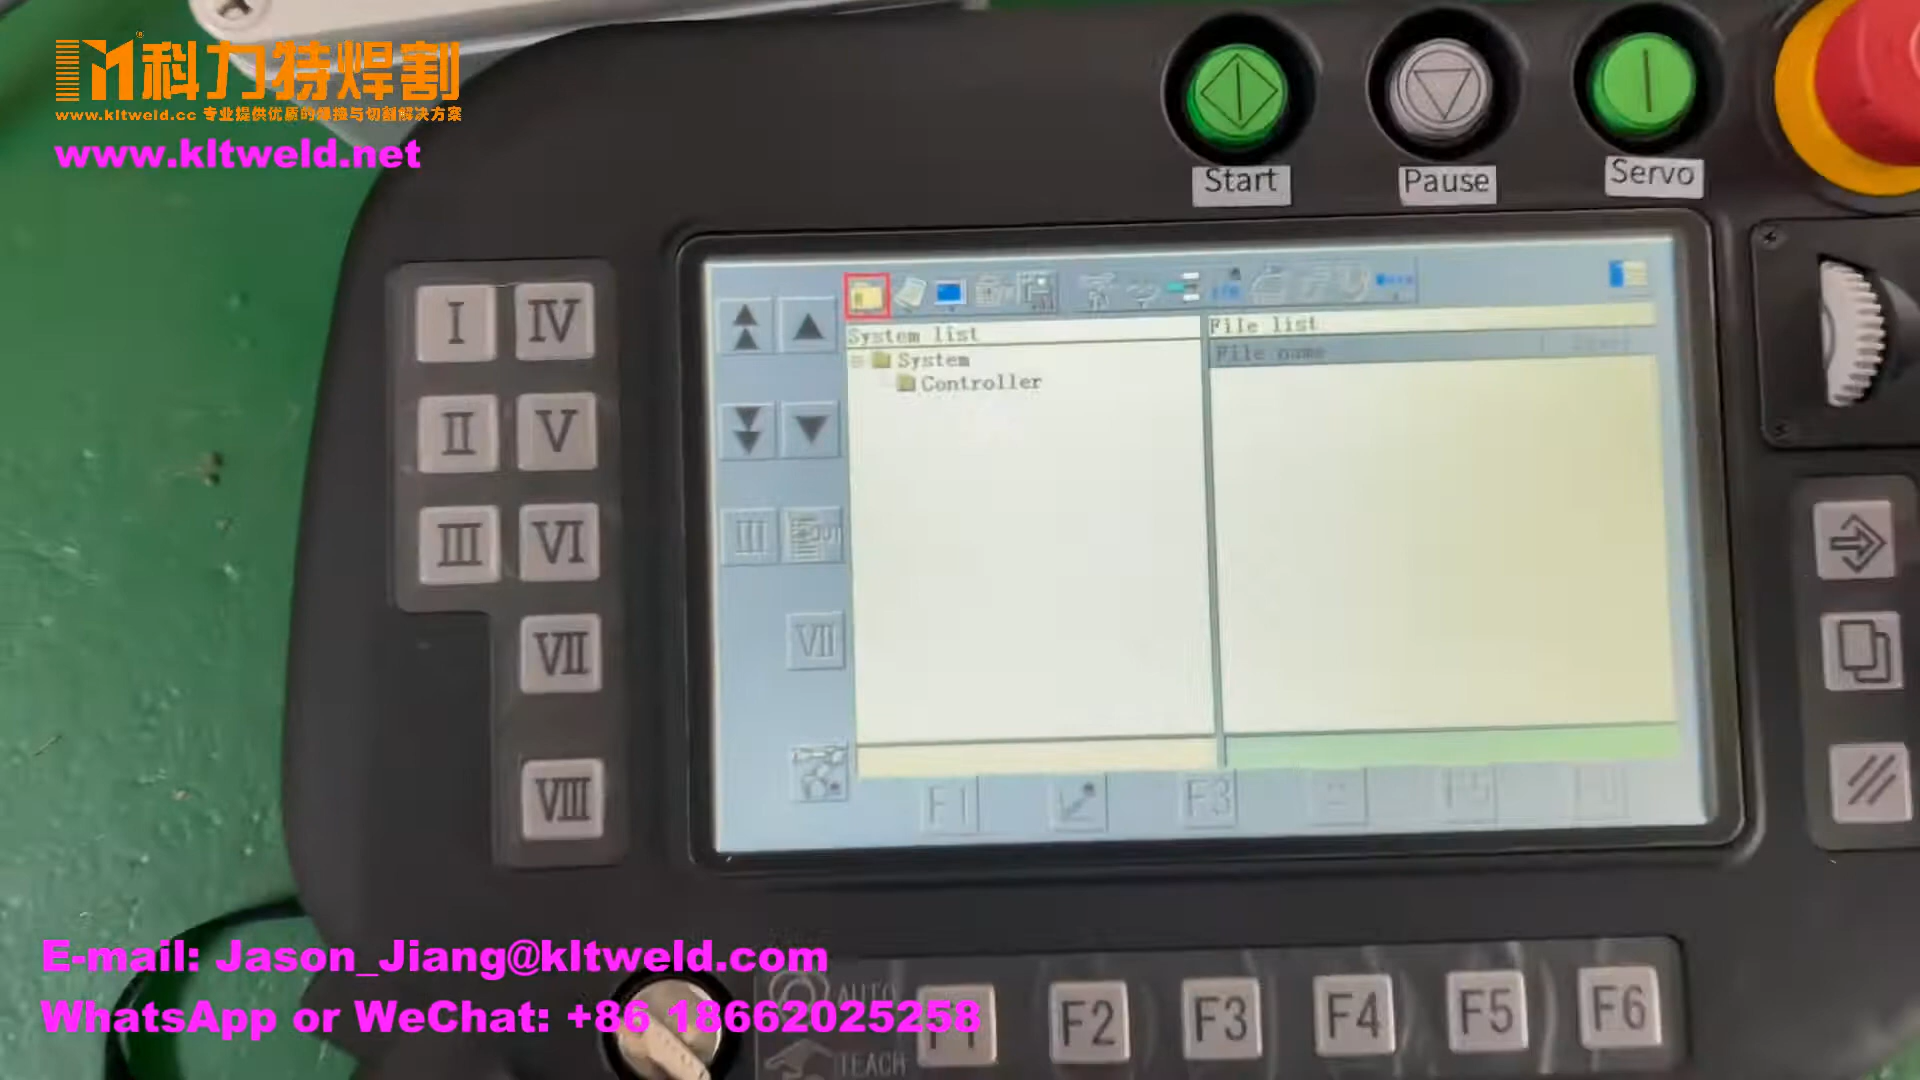 科力特焊割
www.kltweld.cc 专业提供优质的焊接与切割解决方案
www.kltweld.net
Start
Pause
Servo
I
IV
II
V
III
VI
VII
VIII
System list
System
Controller
File list
File name
III
VII
F1
F3
E-mail: Jason_Jiang@kltweld.com
WhatsApp or WeChat: +86 18662025258
AUTO
TEACH
F1
F2
F3
F4
F5
F6